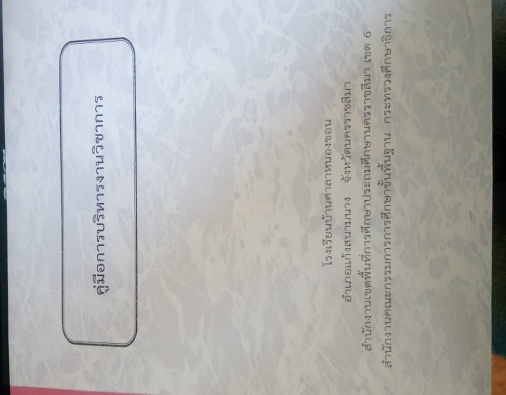 คู่มือการบริหารงานวิชาการ
โรงเรียนบ้านศาลาหนองขอน
อำเภอแก้งสนามนาง จังหวัดนครราชสีมา
สำนักงานเขตพื้นที่การศึกษาประถมศึกษานครราชสีมา เขต 6
สำนักงานคณะกรรมการการศึกษาขั้นพื้นฐาน กระทรวงศึกษาธิการ